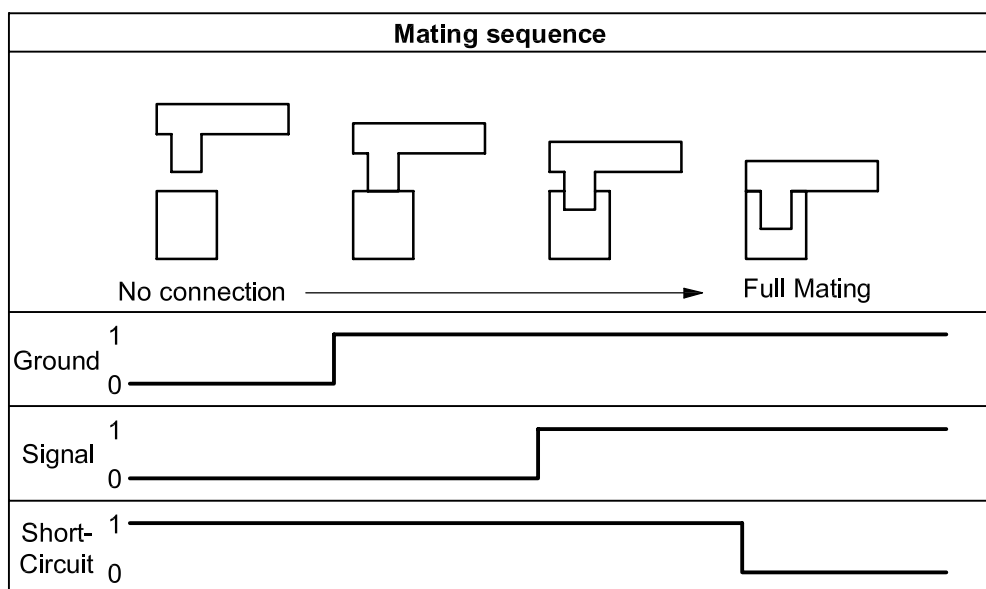 Mating sequence
No connection
Full Mating
Ground
1
0
Signal
1
0
Short-
Circuit
1
0